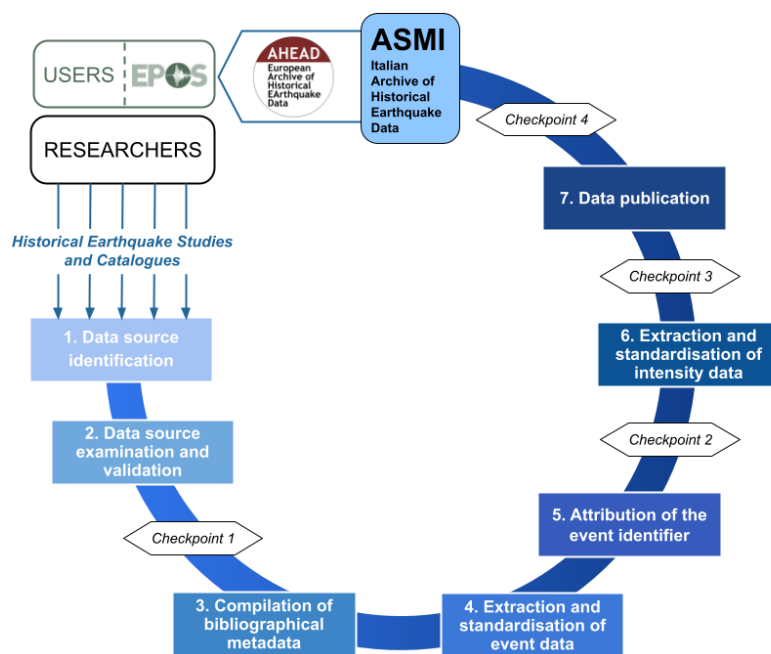 USERS
EPOS
AHEAD
European
Archive of
Historical
EArthquake
Data
ASMI
Italian
Archive of
Historical
Earthquake
Data
RESEARCHERS
Historical Earthquake Studies
and Catalogues
1. Data source
identification
2. Data source
examination and
validation
Checkpoint 1
3. Compilation of
bibliographical
metadata
4. Extraction and
standardisation of
event data
5. Attribution of the
event identifier
Checkpoint 2
6. Extraction and
standardisation of
intensity data
Checkpoint 3
7. Data publication
Checkpoint 4